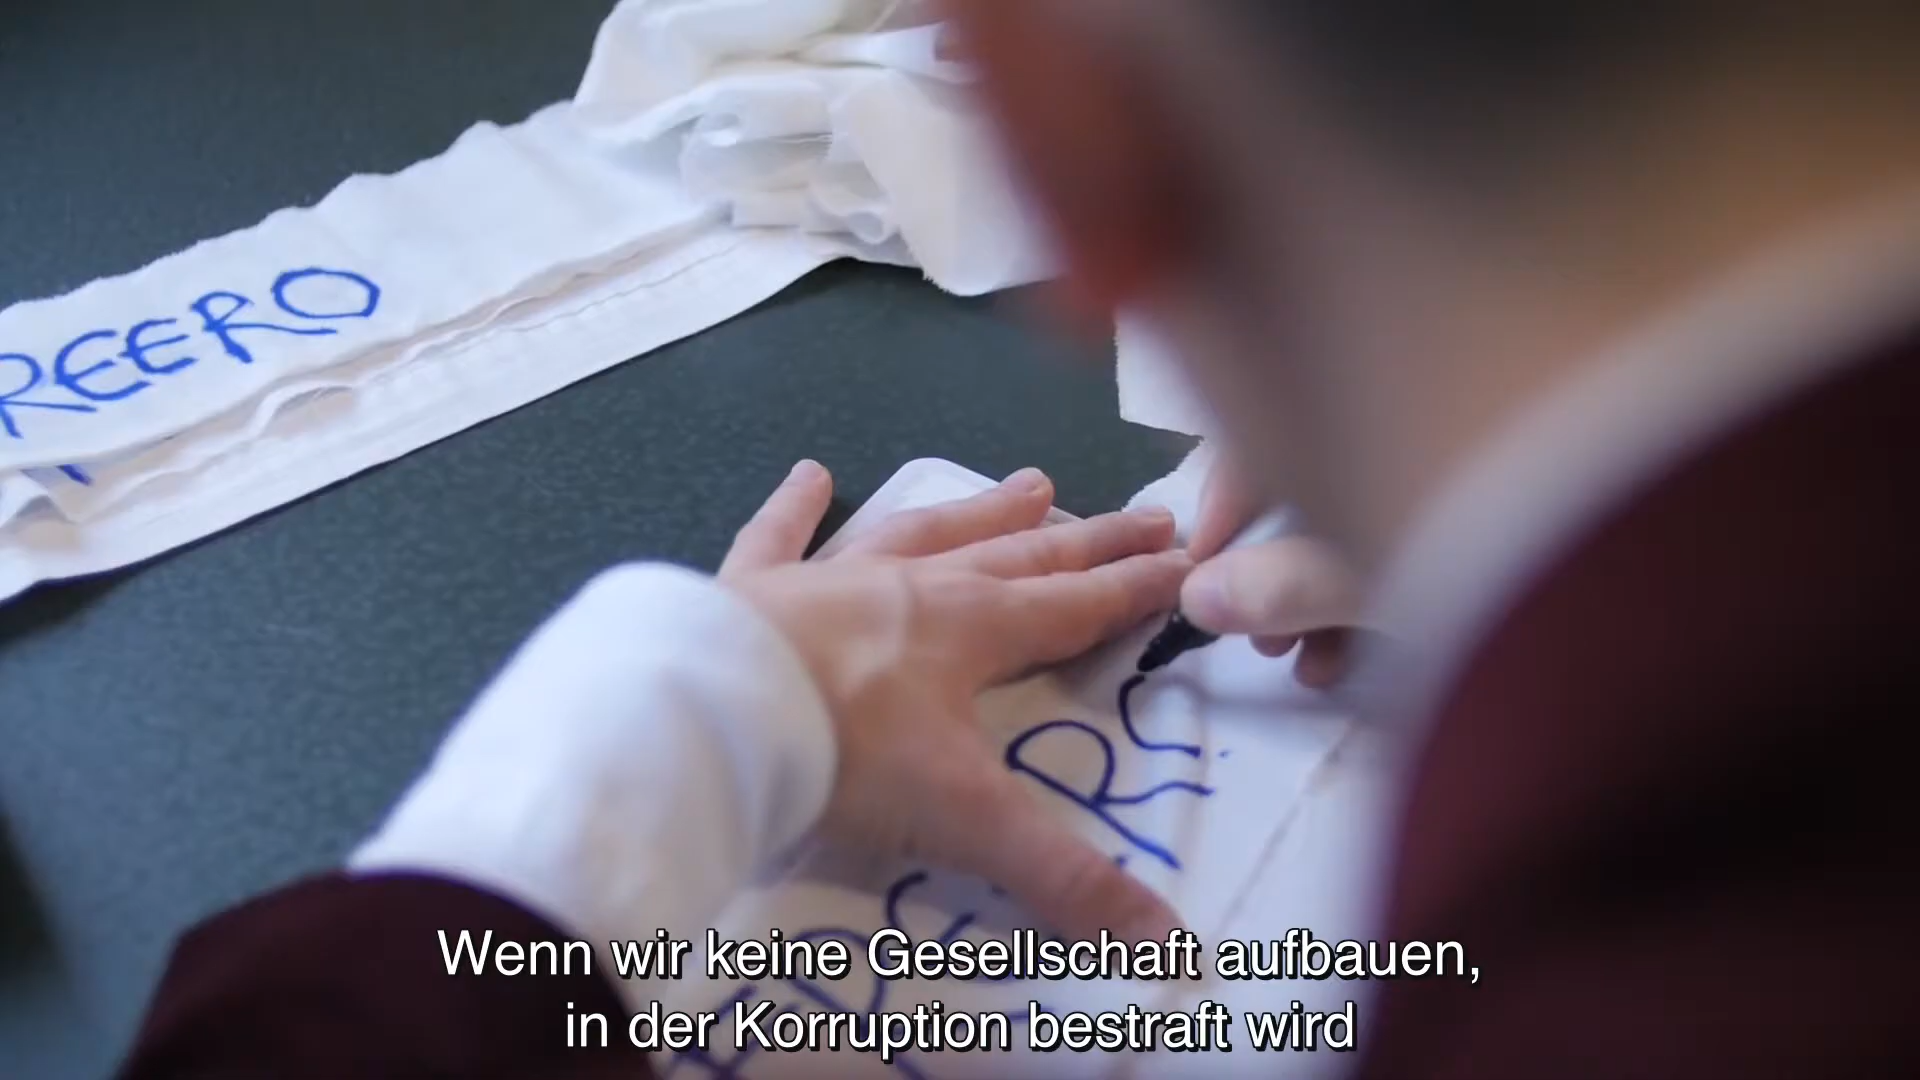 REERO
Wenn wir keine Gesellschaft aufbauen,
in der Korruption bestraft wird